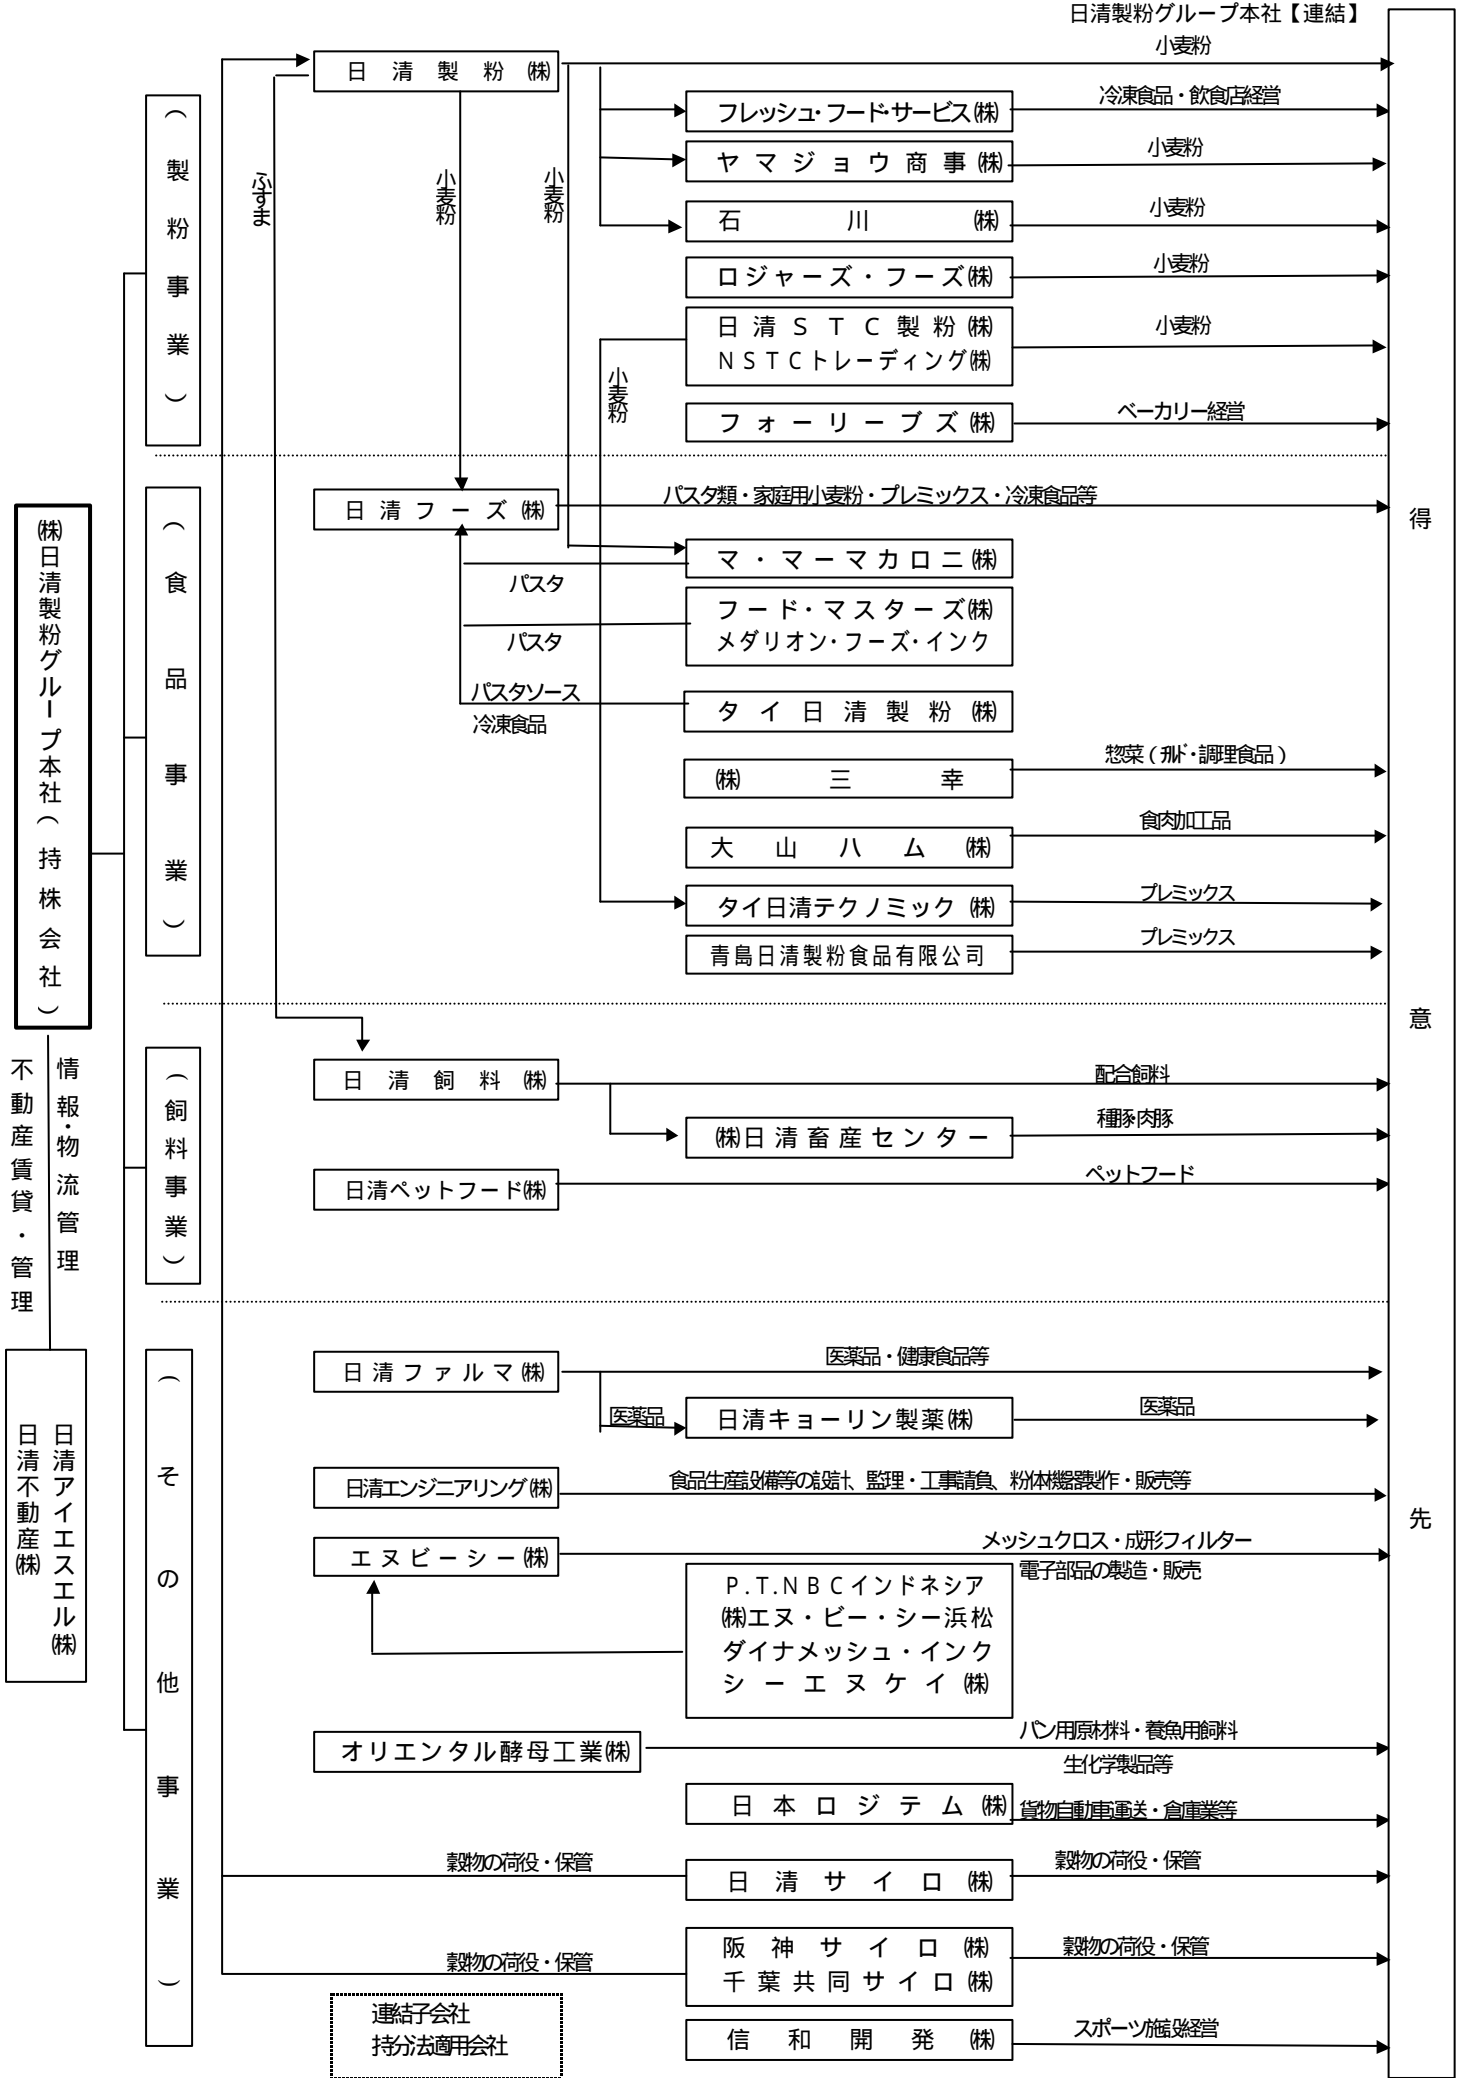 日清製粉グループ本社【連結】
小麦粉
日清製粉㈱
冷凍食品・飲食店経営
フレッシュ・フード・サービス㈱
小麦粉
ヤマジョウ商事㈱
小麦粉
石川㈱
小麦粉
ロジャーズ・フーズ㈱
小麦粉
日清STC製粉㈱
NSTCトレーディング㈱
ベーカリー経営
フォーリーブズ㈱
(製粉事業)
ふすま
小麦粉
小麦粉
小麦粉
(食品事業)
日清フーズ㈱
パスタ類・家庭用小麦粉・プレミックス・冷凍食品等
マ・マーマカロニ㈱
パスタ
フード・マスターズ㈱
メダリオン・フーズ・インク
パスタ
パスタソース
冷凍食品
タイ日清製粉㈱
惣菜(チルド・調理食品)
㈱三幸
食肉加工品
大山ハム㈱
プレミックス
タイ日清テクノミック㈱
プレミックス
青島日清製粉食品有限公司
㈱日清製粉グループ本社(持株会社)
情報・物流管理
不動産賃貸・管理
日清アイエスエル㈱
日清不動産㈱
(飼料事業)
日清飼料㈱
配合飼料
㈱日清畜産センター
種豚・肉豚
日清ペットフード㈱
ペットフード
(その他事業)
日清ファルマ㈱
医薬品・健康食品等
医薬品
日清キョーリン製薬㈱
医薬品
日清エンジニアリング㈱
食品生産設備等の設計、監理・工事請負、粉体機器製作・販売等
エヌビーシー㈱
メッシュクロス・成形フィルター
電子部品の製造・販売
P.T.NBCインドネシア
㈱エヌ・ビー・シー浜松
ダイナメッシュ・インク
シーエヌケイ㈱
オリエンタル酵母工業㈱
パン用原材料・養魚用飼料
生化学製品等
日本ロジテム㈱
貨物自動車運送・倉庫業等
穀物の荷役・保管
日清サイロ㈱
穀物の荷役・保管
穀物の荷役・保管
阪神サイロ㈱
千葉共同サイロ㈱
穀物の荷役・保管
信和開発㈱
スポーツ施設経営
連結子会社
持分法適用会社
得意先